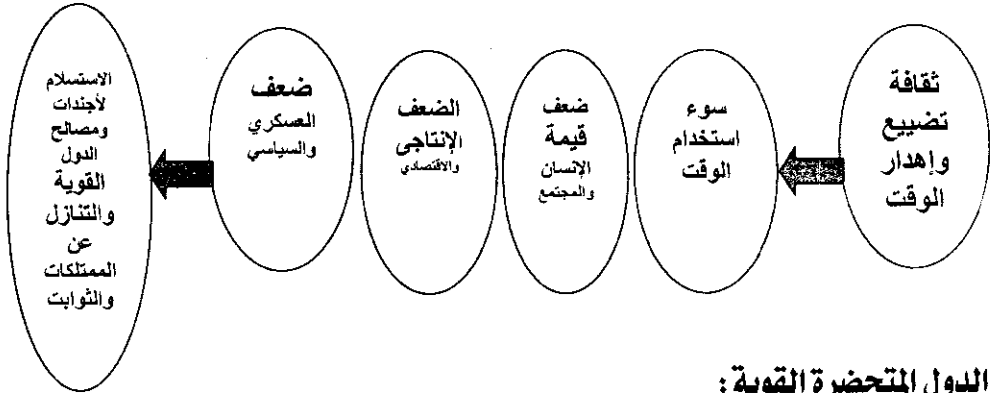 ثقافة
تضييع
وإهدار
الوقت
سوء
استخدام
الوقت
ضعف
قيمة
الإنسان
والمجتمع
الضعف
الإنتاجى
والاقتصادي
ضعف
العسكري
والسياسي
الاستسلام
لأجندات
ومصالح
الدول
القوية
والتنازل
عن
الممتلكات
والثوابت
الدول المتحضرة القوية :